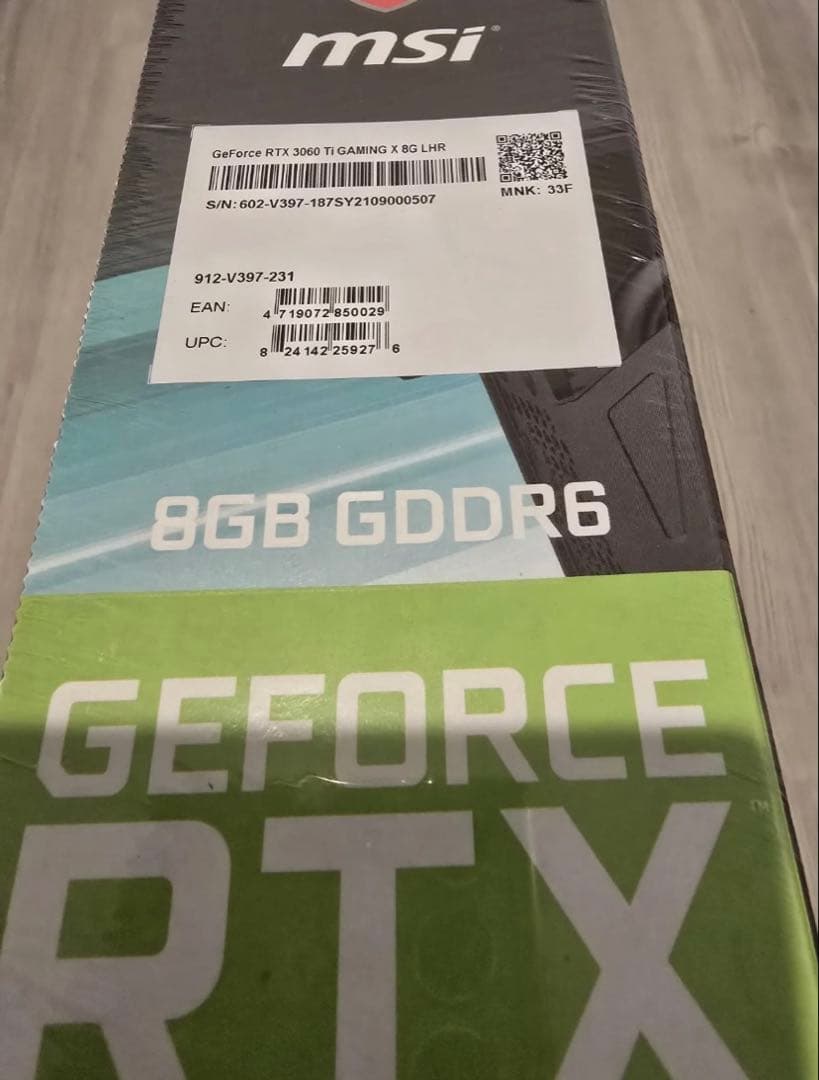 msi®
GeForce RTX 3060 Ti GAMING X 8G LHR
MNK: 33F
S/N: 602-V397-187SY2109000507
912-V397-231
EAN: 4 719072 850029
UPC: 8 24142 25927 6
8GB GDDR6
GEFORCE
RTX™